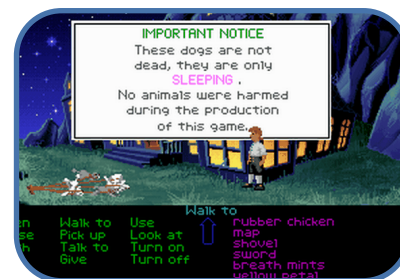 IMPORTANT NOTICE
These dogs are not
dead, they are only
SLEEPING .
No animals were harmed
during the production
of this game.
Walk to
Walk to Use rubber chicken
Pick up Look at map
Talk to Turn on shovel
Give Turn off sword
breath mints
yellow petal